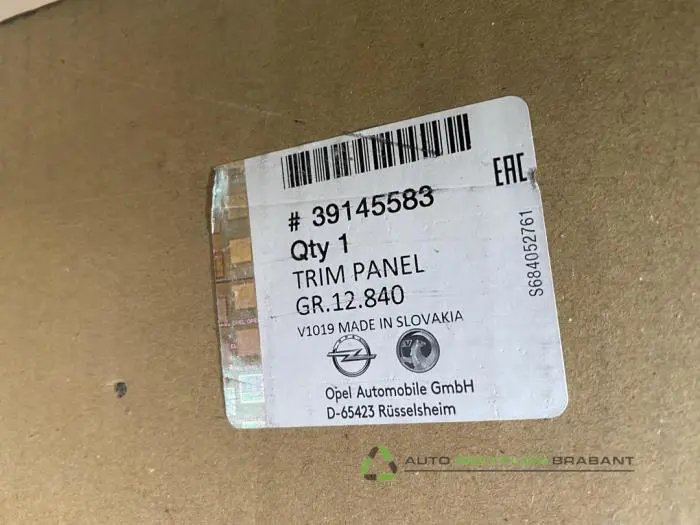 # 39145583
EAC
Qty 1
TRIM PANEL
GR.12.840
V1019 MADE IN SLOVAKIA
Opel Automobile GmbH
D-65423 Rüsselsheim
S684052761
AUTO RECYCLING BRABANT